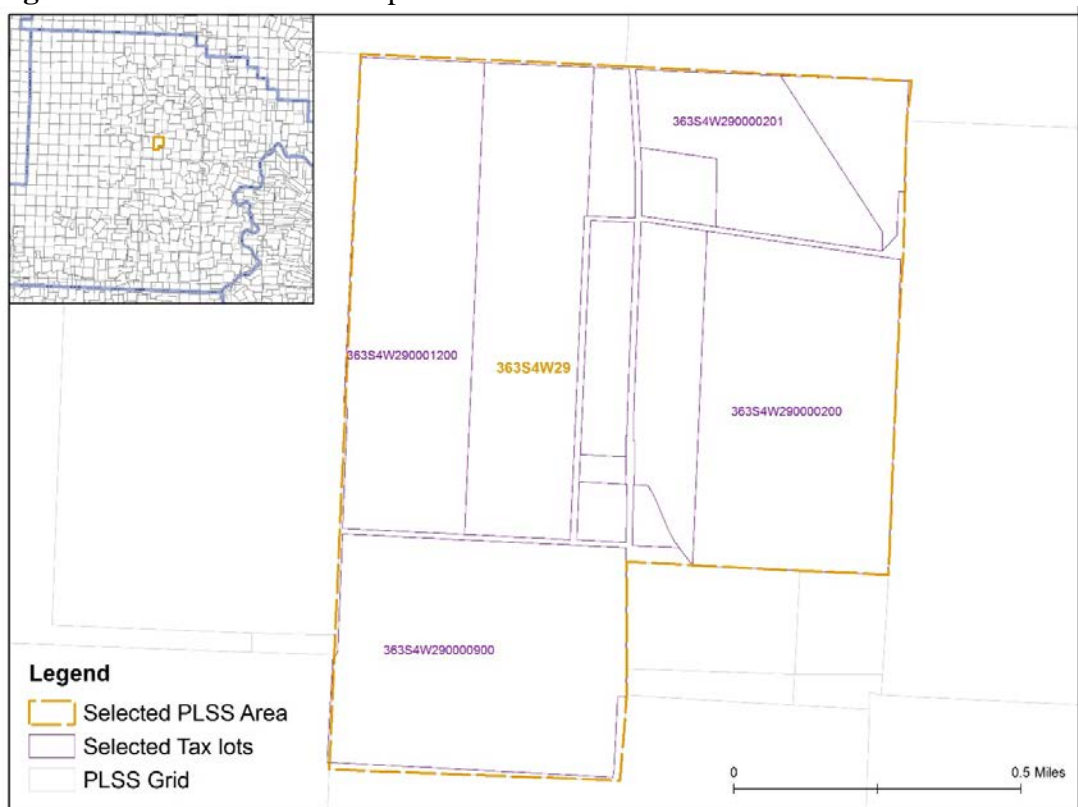 363S4W290000201
363S4W290001200
363S4W29
363S4W290000200
363S4W290000900
Legend
Selected PLSS Area
Selected Tax lots
PLSS Grid
0
0.5 Miles